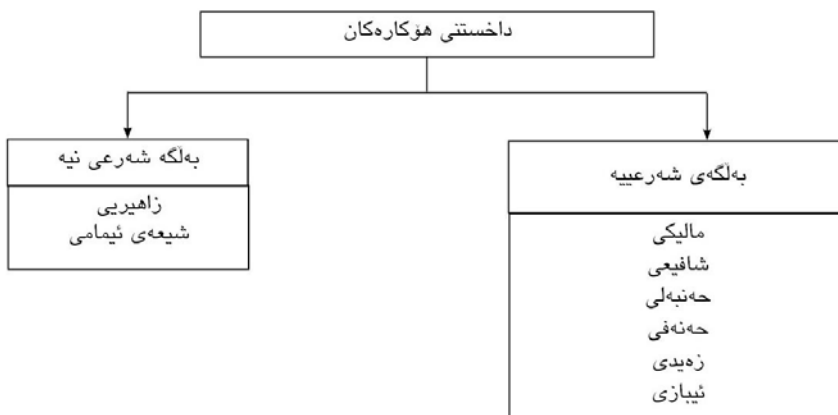 داخستنی هۆکارەکان
بەڵگەی شەرعییە
مالیکی
شافیعی
حەنبەلی
حەنەفی
زەیدی
ئیبازی
بەڵگە شەرعی نیە
زاهیریی
شیعەی ئیمامی